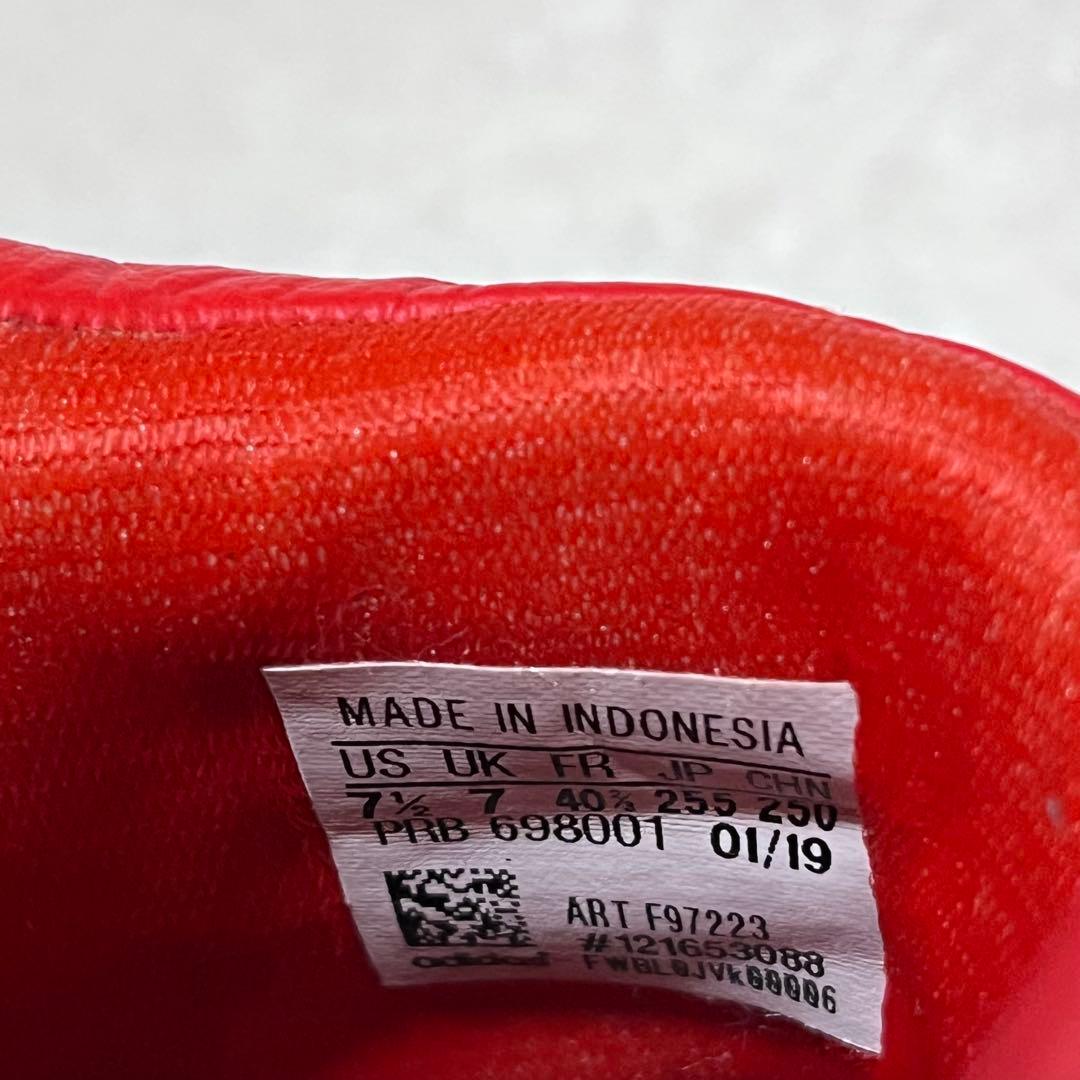 MADE IN INDONESIA
US UK FR JP CHN
7½ 7 40⅔ 255 250
PRB 698001 01/19
ART F97223
#121653088
adidas